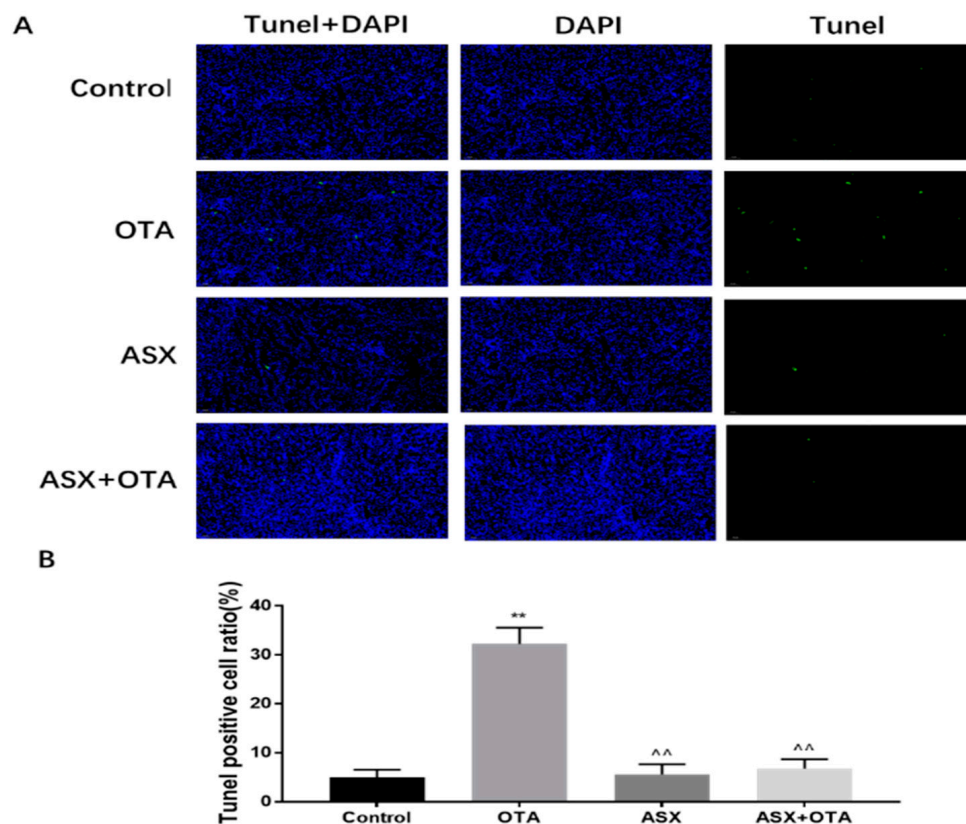 A
Tunel+DAPI DAPI Tunel
Control
OTA
ASX
ASX+OTA
B
Tunel positive cell ratio(%)
40
30
20
10
0
**
^^
^^
Control OTA ASX ASX+OTA